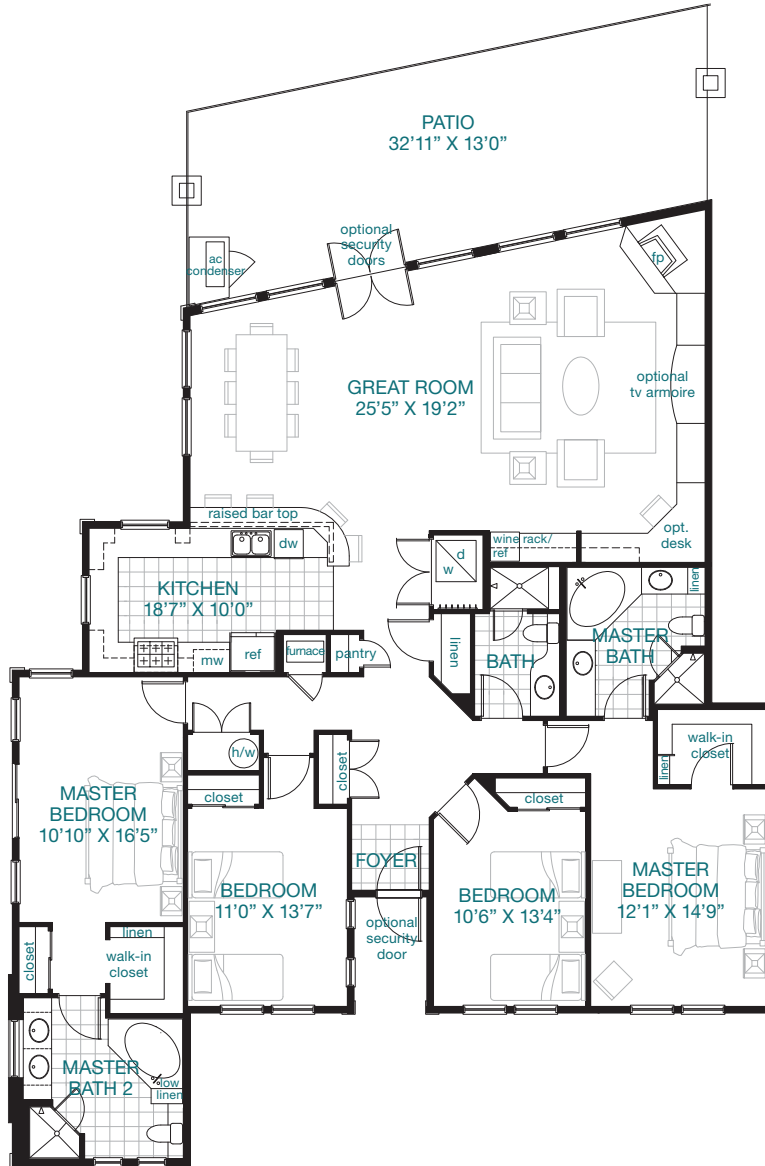 PATIO
32'11” X 13'0”
optional
security
doors
ac
condenser
fp
GREAT ROOM
25'5” X 19'2”
optional
tv armoire
raised bar top
dw
wine rack/
ref
opt.
desk
d
w
KITCHEN
18'7” X 10'0”
linen
MASTER
BATH
BATH
linen
mw
ref
furnace
pantry
walk-in
closet
linen
h/w
closet
closet
closet
MASTER
BEDROOM
10'10” X 16'5”
FOYER
BEDROOM
11'0” X 13'7”
BEDROOM
10'6” X 13'4”
MASTER
BEDROOM
12'1” X 14'9”
optional
security
door
linen
walk-in
closet
closet
MASTER
BATH 2
low
linen